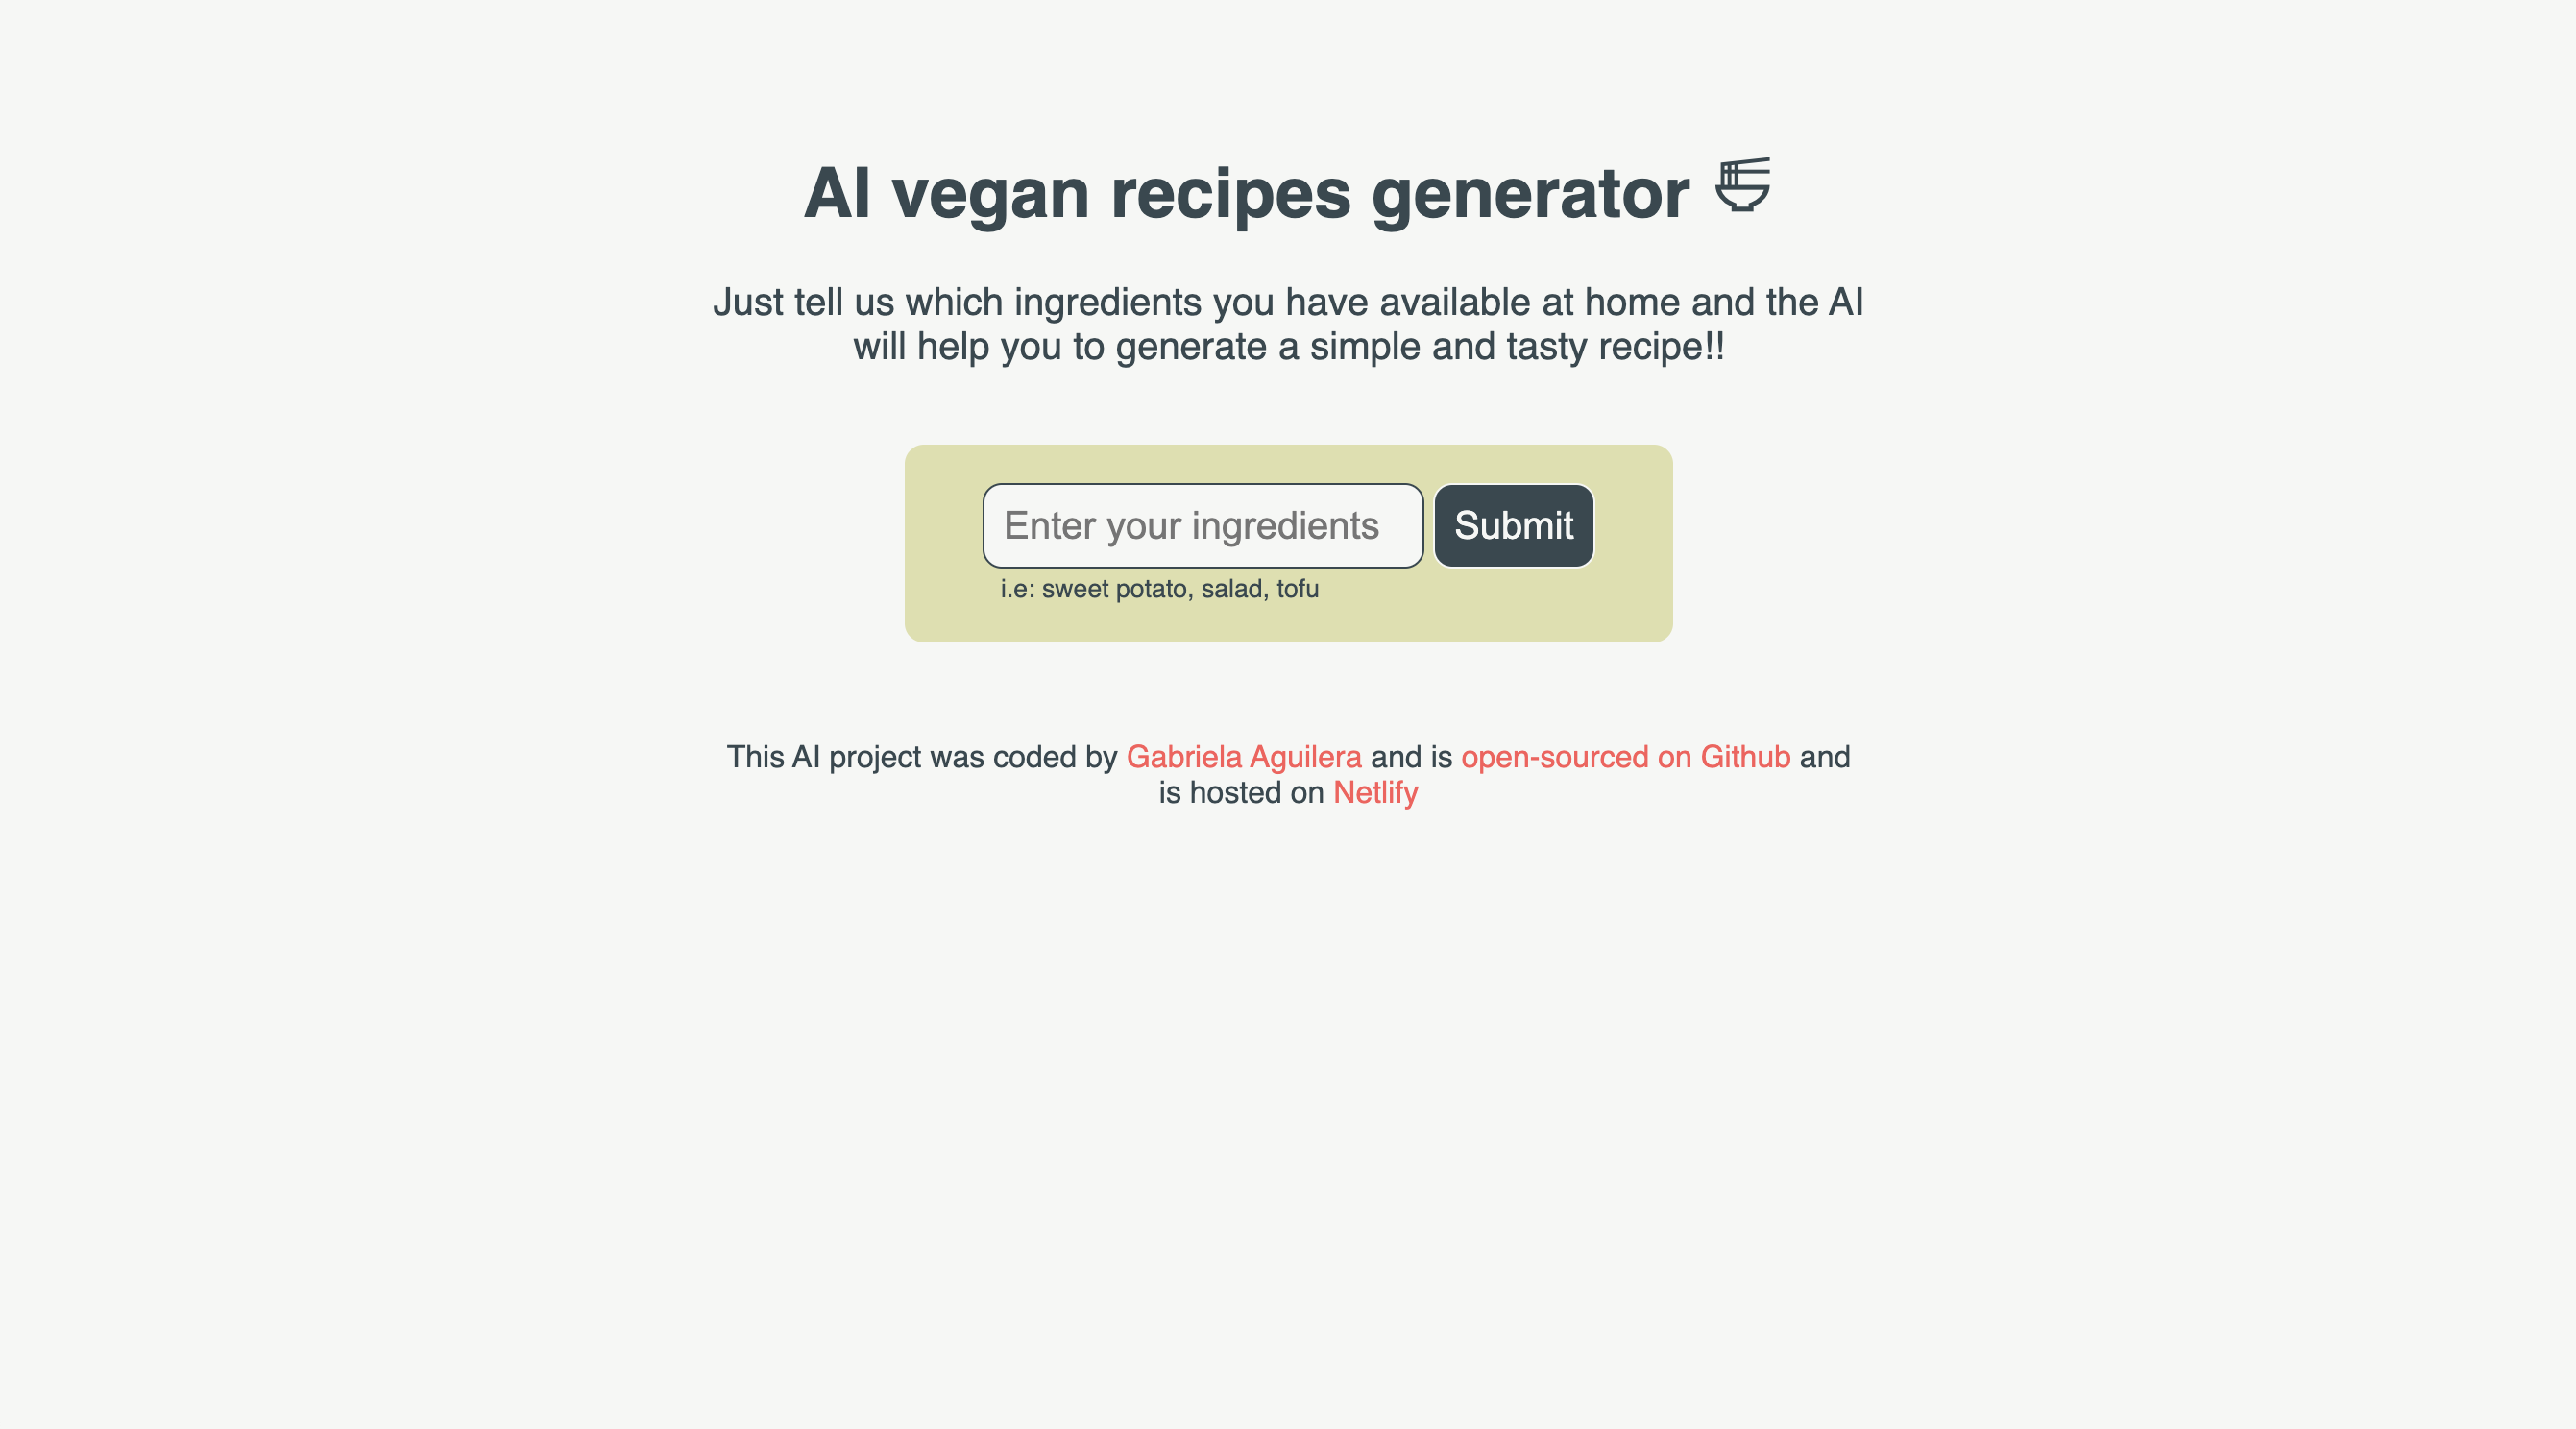 AI vegan recipes generator
Just tell us which ingredients you have available at home and the AI
will help you to generate a simple and tasty recipe!!
Enter your ingredients
Submit
i.e: sweet potato, salad, tofu
This AI project was coded by Gabriela Aguilera and is open-sourced on Github and
is hosted on Netlify